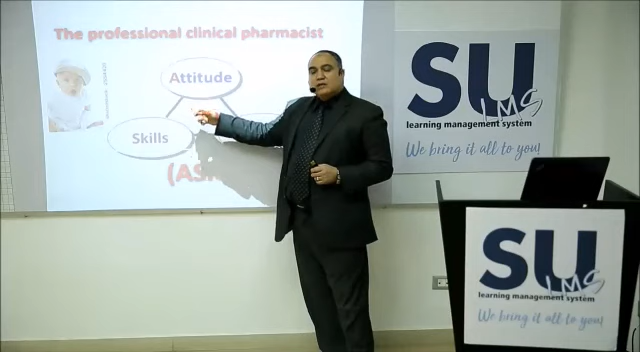 The professional clinical pharmacist
Attitude
Skills
SU
LMS
learning management system
We bring it all to you!
SU
LMS
learning management system
We bring it all to you!